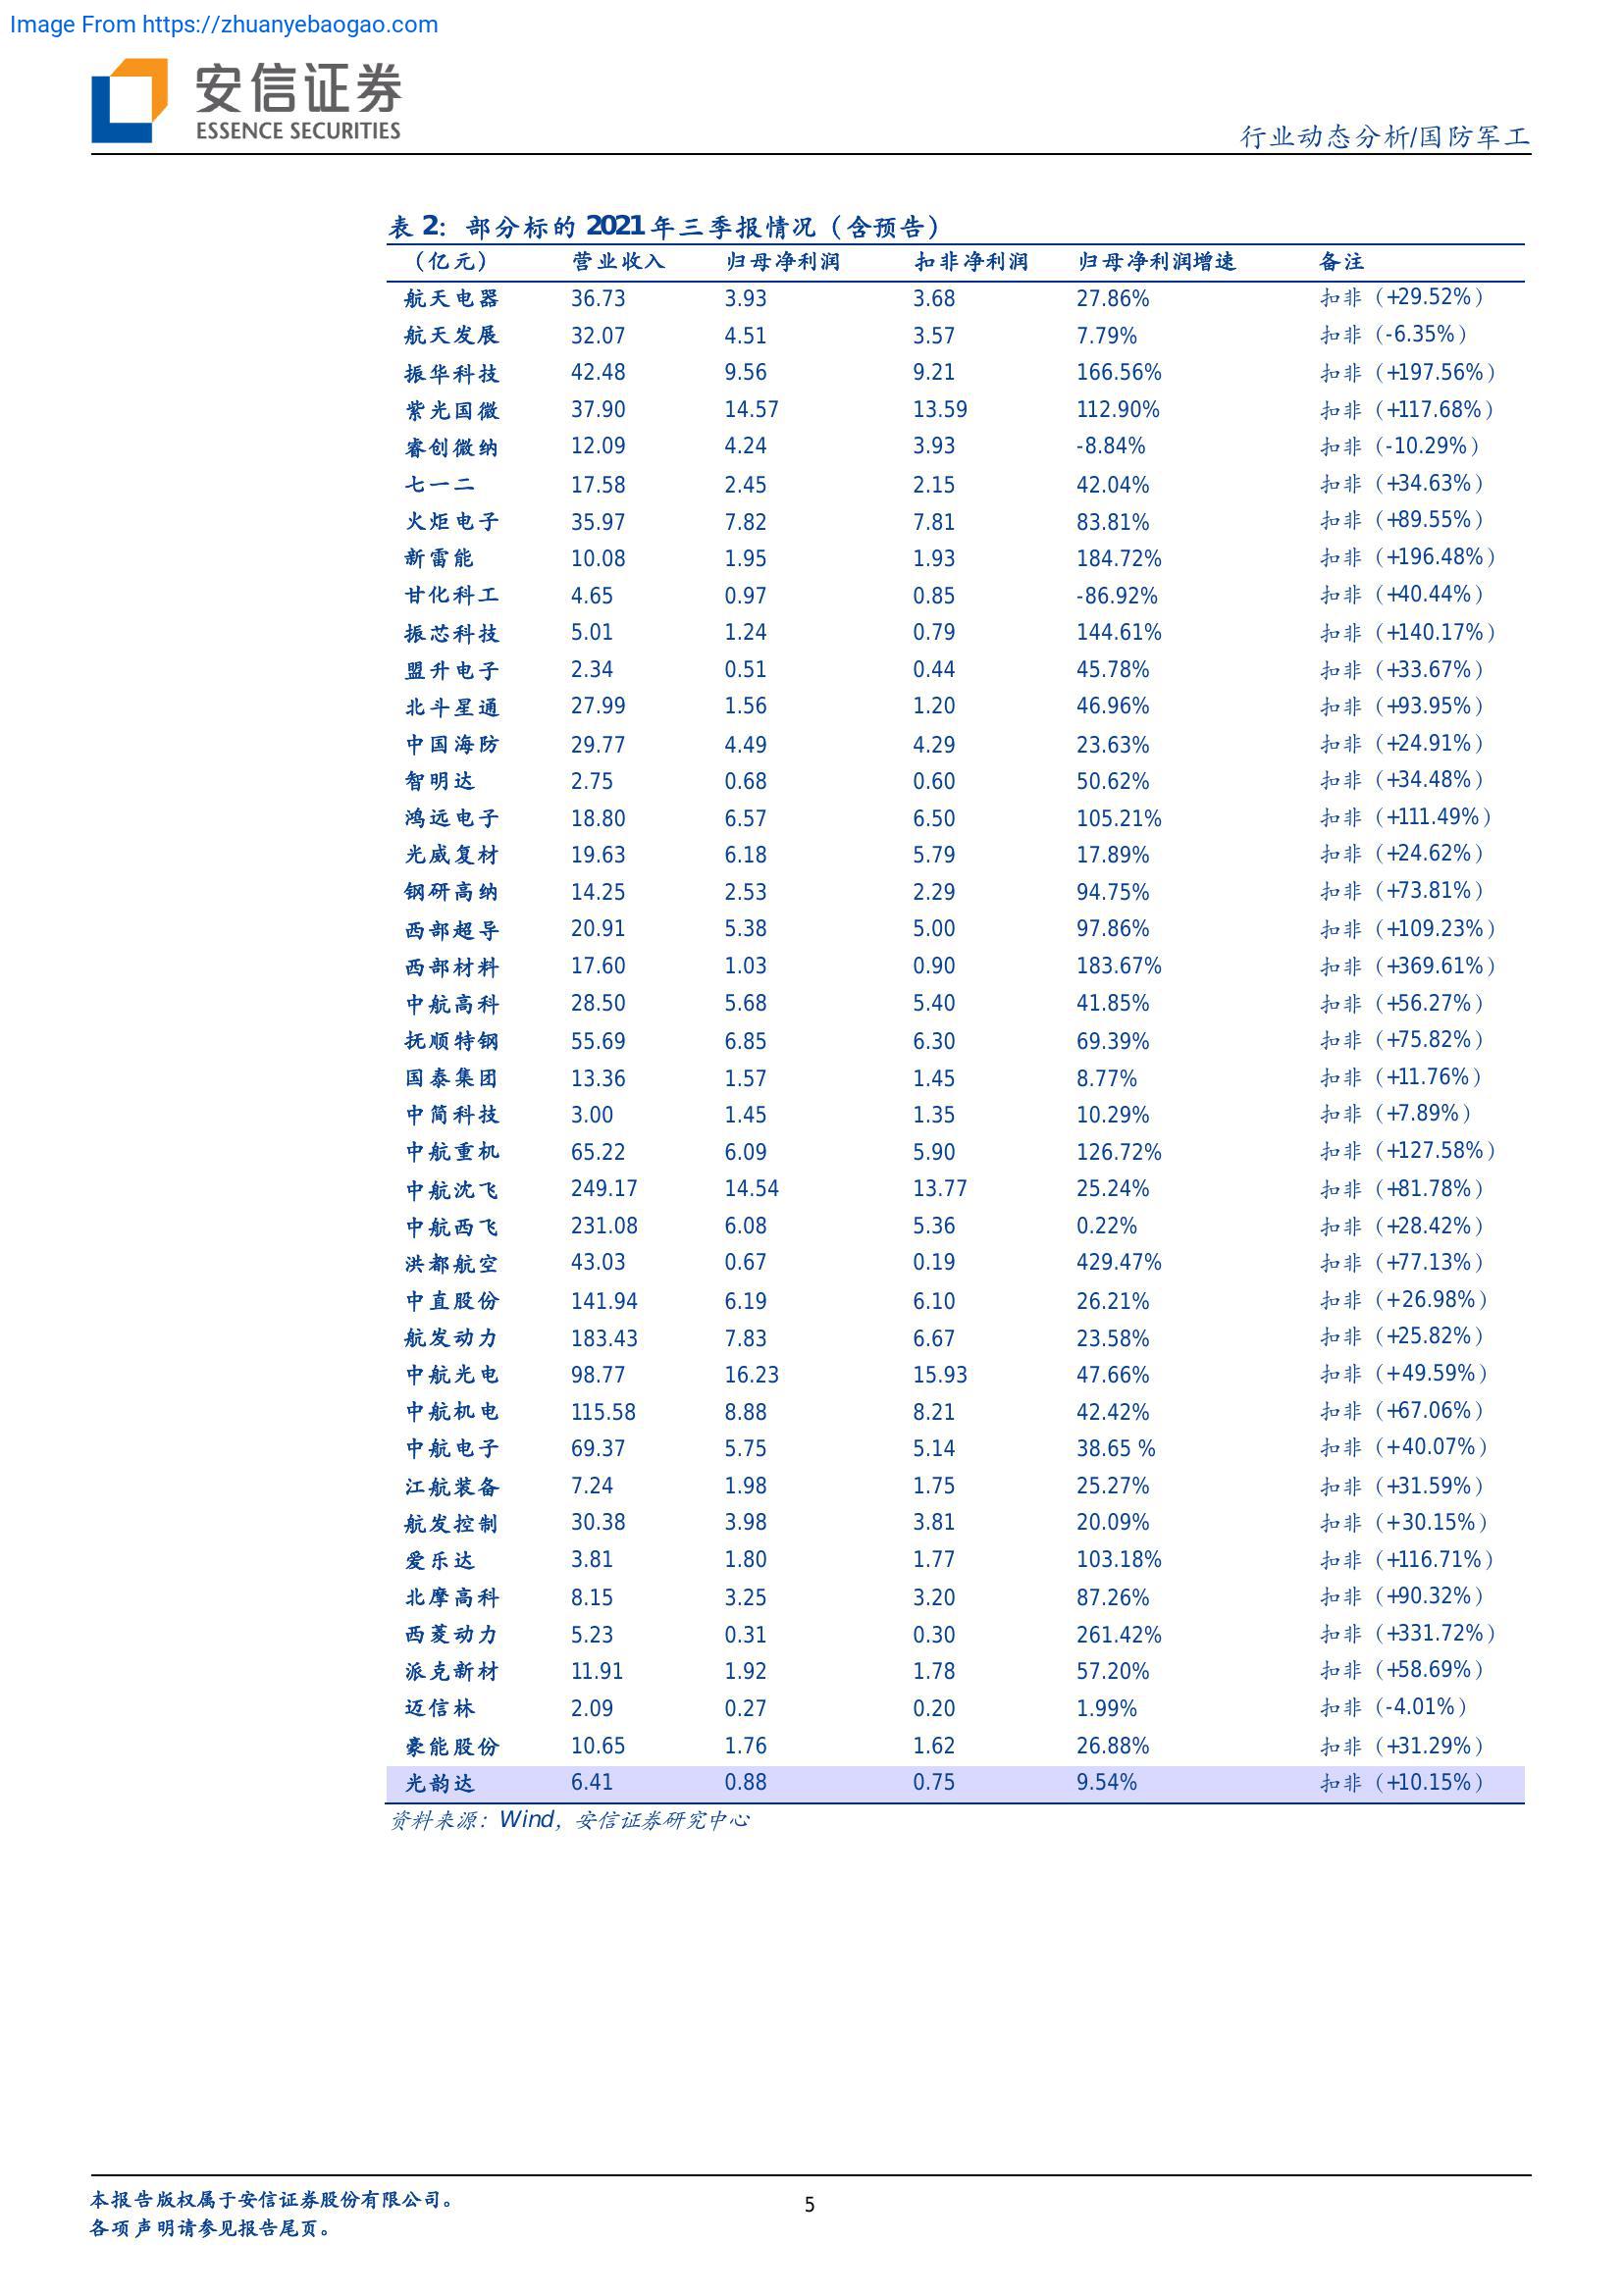 Image From https://zhuanyebaogao.com
安信证券
ESSENCE SECURITIES
行业动态分析/国防军工
表 2：部分标的 2021 年三季报情况（含预告）
（亿元） 营业收入 归母净利润 扣非净利润 归母净利润增速 备注
航天电器 36.73 3.93 3.68 27.86% 扣非（+29.52%）
航天发展 32.07 4.51 3.57 7.79% 扣非（-6.35%）
振华科技 42.48 9.56 9.21 166.56% 扣非（+197.56%）
紫光国微 37.90 14.57 13.59 112.90% 扣非（+117.68%）
睿创微纳 12.09 4.24 3.93 -8.84% 扣非（-10.29%）
七一二 17.58 2.45 2.15 42.04% 扣非（+34.63%）
火炬电子 35.97 7.82 7.81 83.81% 扣非（+89.55%）
新雷能 10.08 1.95 1.93 184.72% 扣非（+196.48%）
甘化科工 4.65 0.97 0.85 -86.92% 扣非（+40.44%）
振芯科技 5.01 1.24 0.79 144.61% 扣非（+140.17%）
盟升电子 2.34 0.51 0.44 45.78% 扣非（+33.67%）
北斗星通 27.99 1.56 1.20 46.96% 扣非（+93.95%）
中国海防 29.77 4.49 4.29 23.63% 扣非（+24.91%）
智明达 2.75 0.68 0.60 50.62% 扣非（+34.48%）
鸿远电子 18.80 6.57 6.50 105.21% 扣非（+111.49%）
光威复材 19.63 6.18 5.79 17.89% 扣非（+24.62%）
钢研高纳 14.25 2.53 2.29 94.75% 扣非（+73.81%）
西部超导 20.91 5.38 5.00 97.86% 扣非（+109.23%）
西部材料 17.60 1.03 0.90 183.67% 扣非（+369.61%）
中航高科 28.50 5.68 5.40 41.85% 扣非（+56.27%）
抚顺特钢 55.69 6.85 6.30 69.39% 扣非（+75.82%）
国泰集团 13.36 1.57 1.45 8.77% 扣非（+11.76%）
中简科技 3.00 1.45 1.35 10.29% 扣非（+7.89%）
中航重机 65.22 6.09 5.90 126.72% 扣非（+127.58%）
中航沈飞 249.17 14.54 13.77 25.24% 扣非（+81.78%）
中航西飞 231.08 6.08 5.36 0.22% 扣非（+28.42%）
洪都航空 43.03 0.67 0.19 429.47% 扣非（+77.13%）
中直股份 141.94 6.19 6.10 26.21% 扣非（+26.98%）
航发动力 183.43 7.83 6.67 23.58% 扣非（+25.82%）
中航光电 98.77 16.23 15.93 47.66% 扣非（+49.59%）
中航机电 115.58 8.88 8.21 42.42% 扣非（+67.06%）
中航电子 69.37 5.75 5.14 38.65 % 扣非（+40.07%）
江航装备 7.24 1.98 1.75 25.27% 扣非（+31.59%）
航发控制 30.38 3.98 3.81 20.09% 扣非（+30.15%）
爱乐达 3.81 1.80 1.77 103.18% 扣非（+116.71%）
北摩高科 8.15 3.25 3.20 87.26% 扣非（+90.32%）
西菱动力 5.23 0.31 0.30 261.42% 扣非（+331.72%）
派克新材 11.91 1.92 1.78 57.20% 扣非（+58.69%）
迈信林 2.09 0.27 0.20 1.99% 扣非（-4.01%）
豪能股份 10.65 1.76 1.62 26.88% 扣非（+31.29%）
光韵达 6.41 0.88 0.75 9.54% 扣非（+10.15%）
资料来源：Wind，安信证券研究中心
本报告版权属于安信证券股份有限公司。
各项声明请参见报告尾页。
5